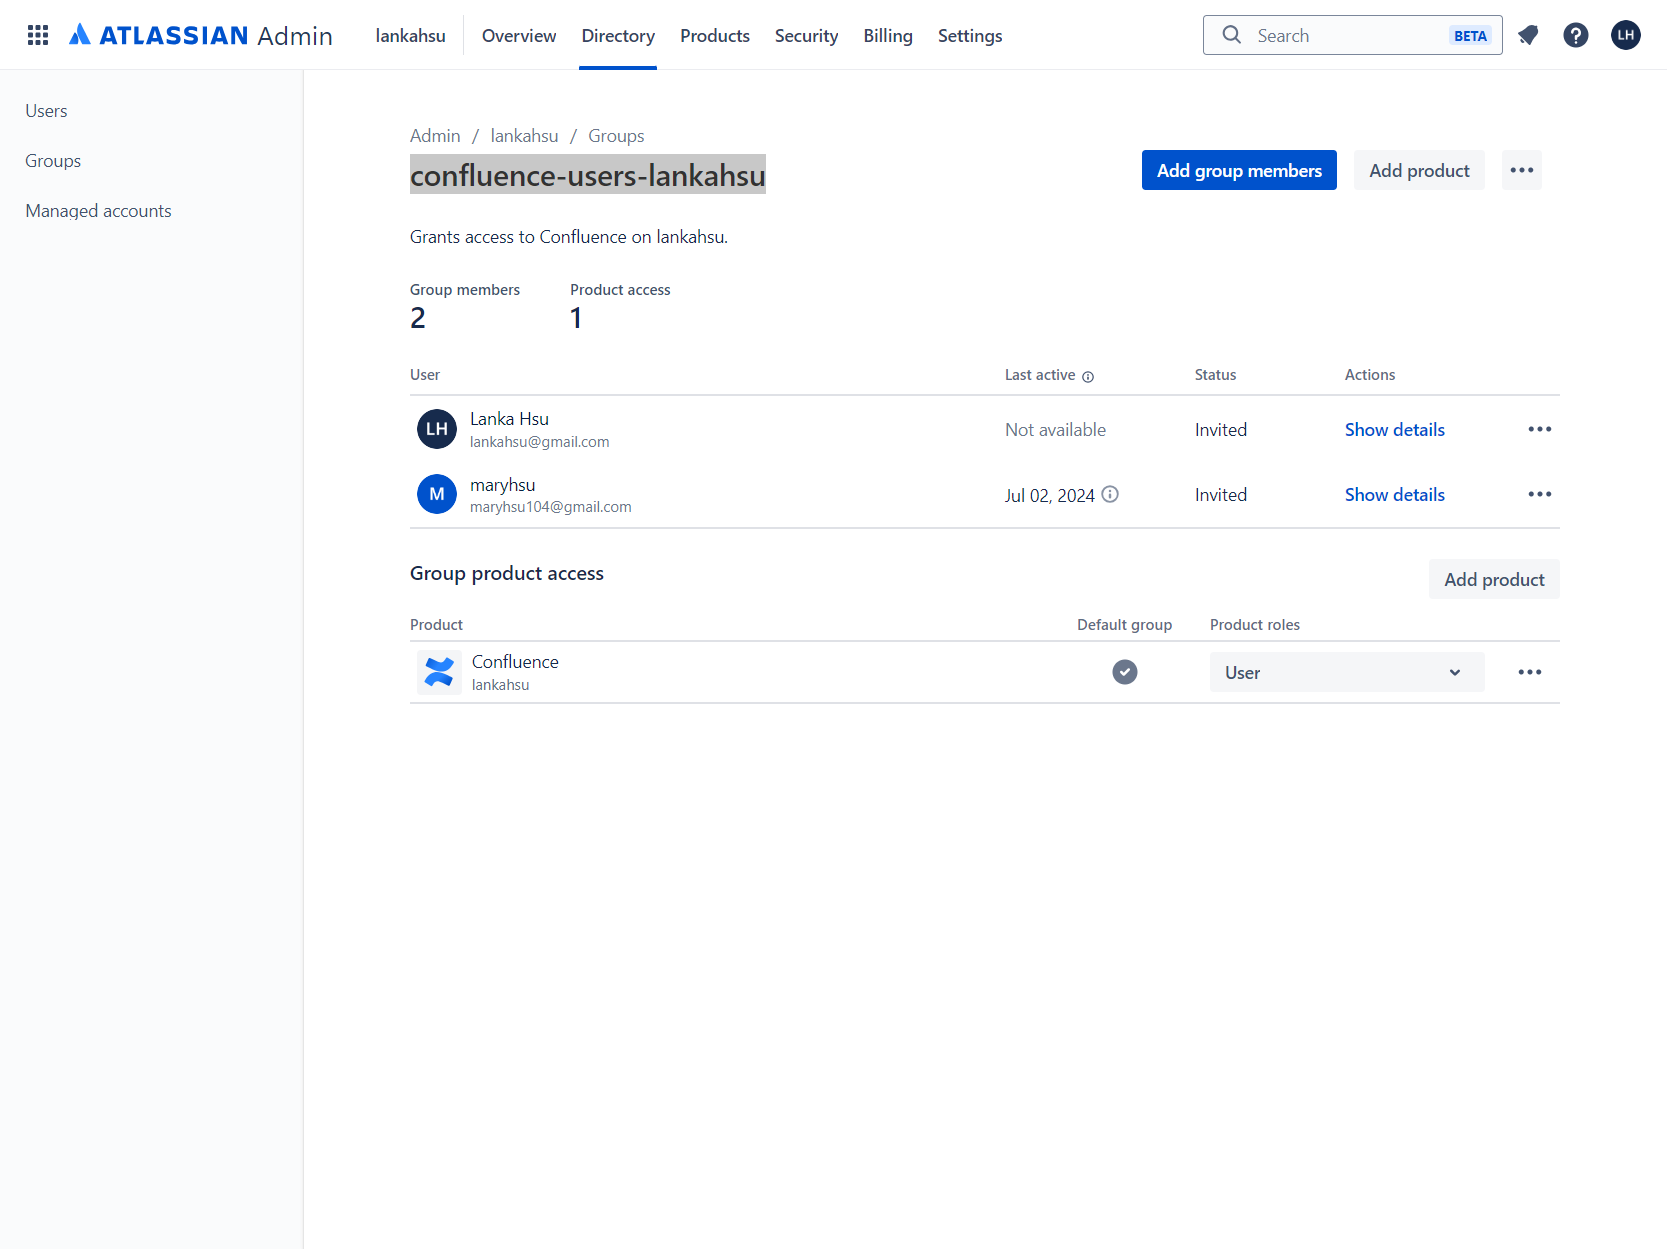 ATLASSIAN Admin lankahsu Overview Directory Products Security Billing Settings Search BETA LH
Users
Groups
Managed accounts
Admin / lankahsu / Groups
confluence-users-lankahsu
Add group members Add product
Grants access to Confluence on lankahsu.
Group members Product access
2 1
User Last active Status Actions
LH Lanka Hsu Not available Invited Show details
lankahsu@gmail.com
M maryhsu Jul 02, 2024 Invited Show details
maryhsu104@gmail.com
Group product access Add product
Product Default group Product roles
Confluence User
lankahsu